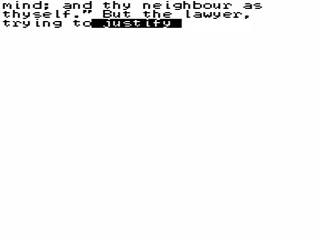 mind; and thy neighbour as
thyself." But the lawyer,
trying to justify